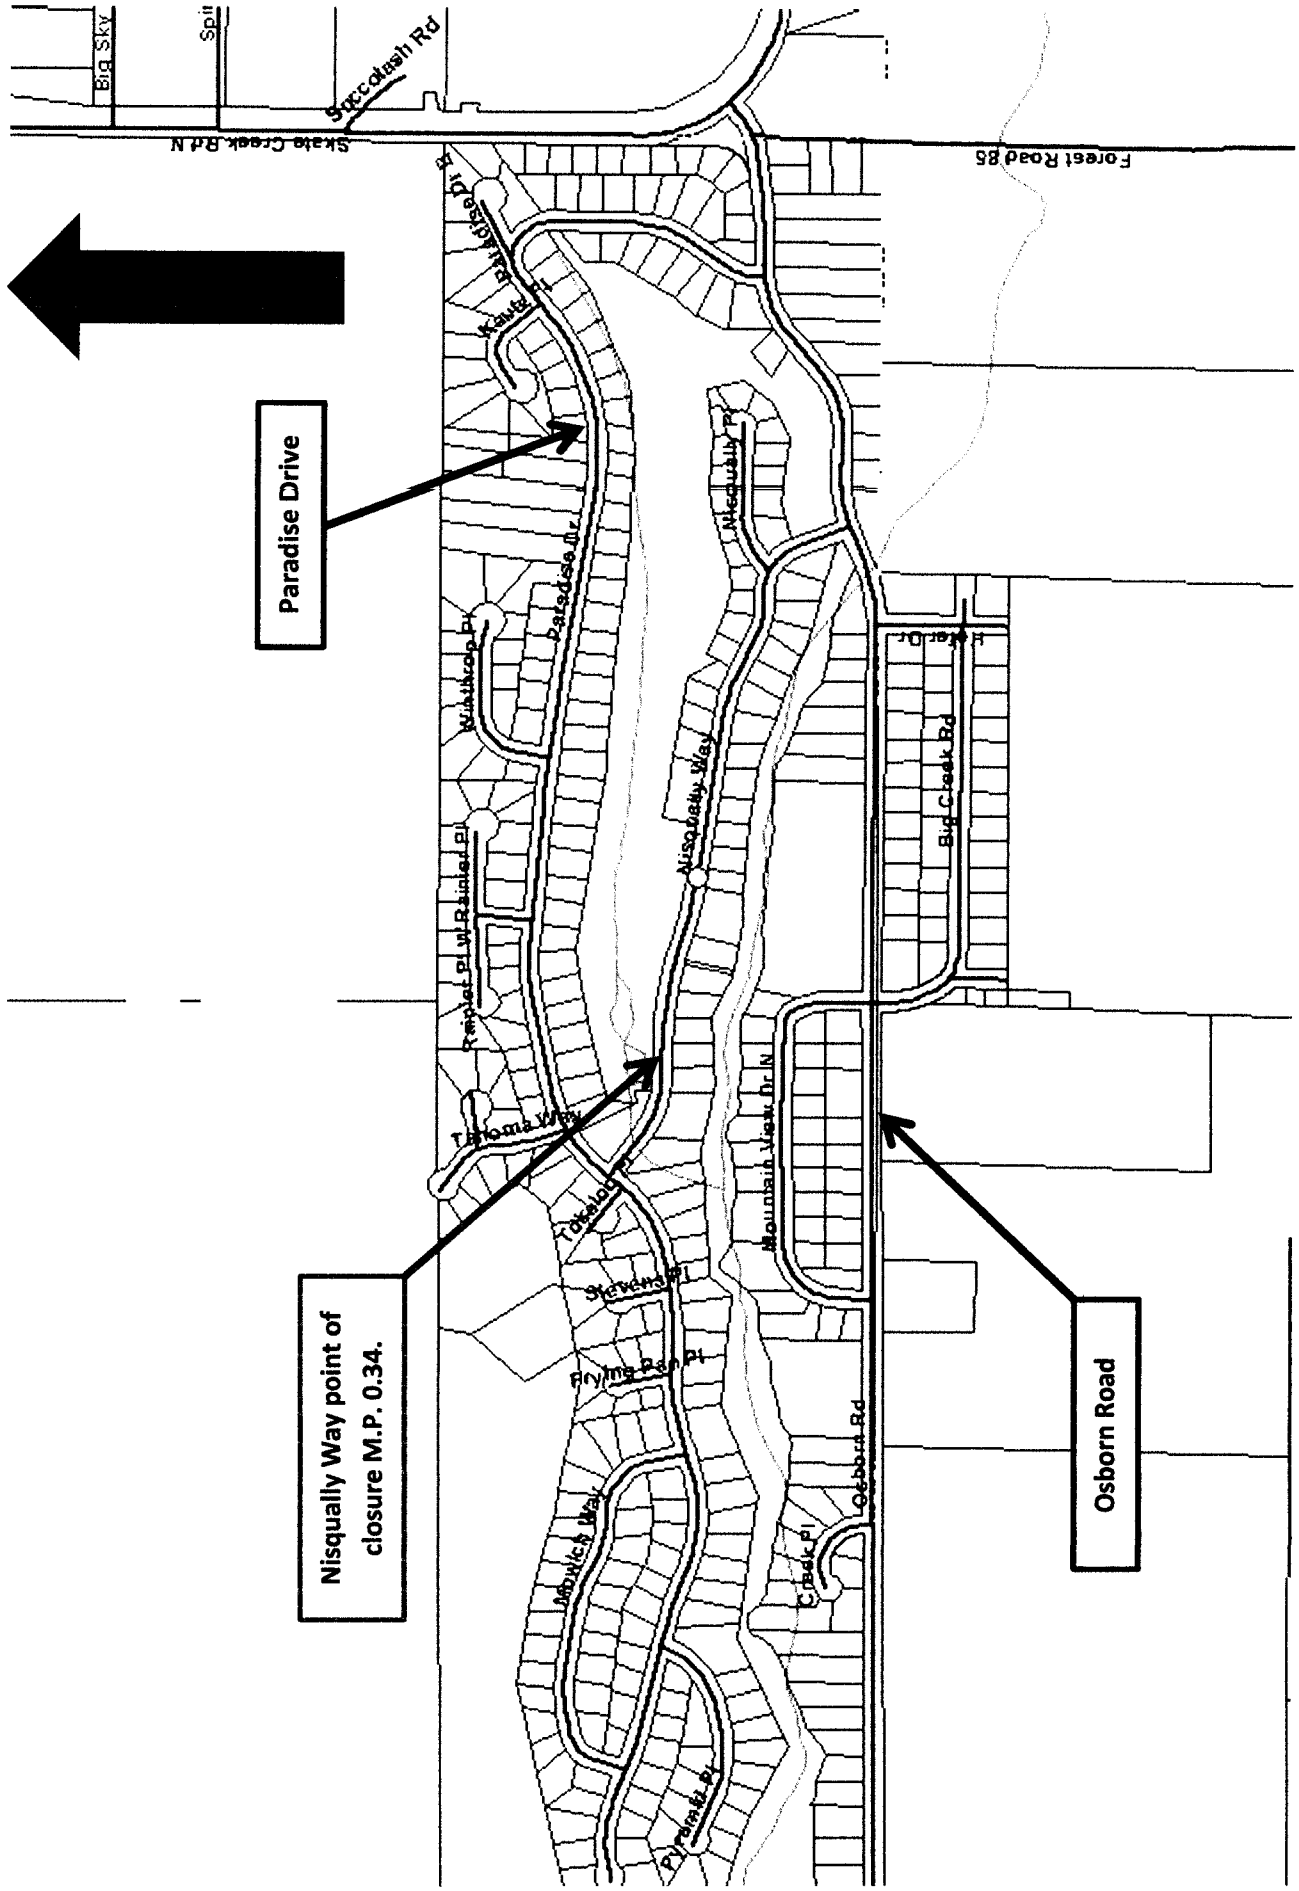 Big Sky
Spi
Succotash Rd
Skate Creek Rd N
Forest Road 85
Paradise Dr E
Kautz Pl
Paradise Drive
Nisqually Pl
Paradise Dr
Winthrop Pl
Hofer Dr
Nisqually Way
Big Creek Rd
Rainier Pl W Rainier Pl
Tahoma Way
Mountain View Dr N
Stevens Pl
Nisqually Way point of
closure M.P. 0.34.
Frying Pan Pl
Osborn Road
Osborn Rd
Mowich Way
Creek Pl
Pyramid Pl